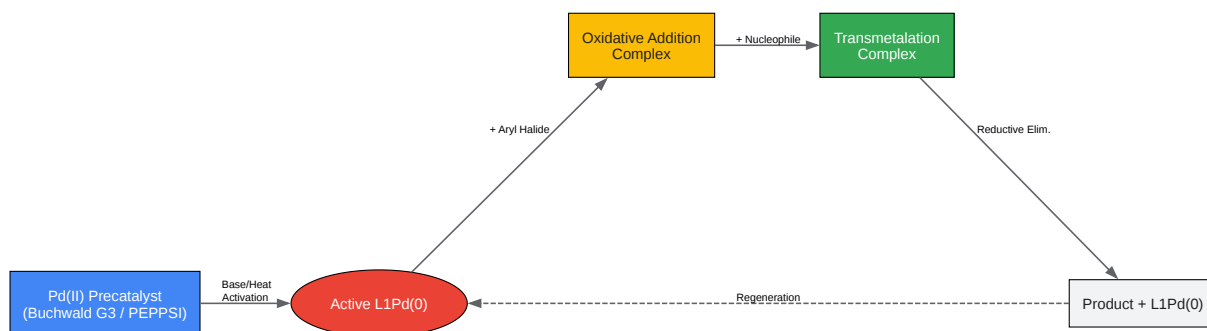 Oxidative Addition
Complex
+ Nucleophile
Transmetalation
Complex
+ Aryl Halide
Reductive Elim.
Pd(II) Precatalyst
(Buchwald G3 / PEPPSI)
Base/Heat
Activation
Active L1Pd(0)
Regeneration
Product + L1Pd(0)